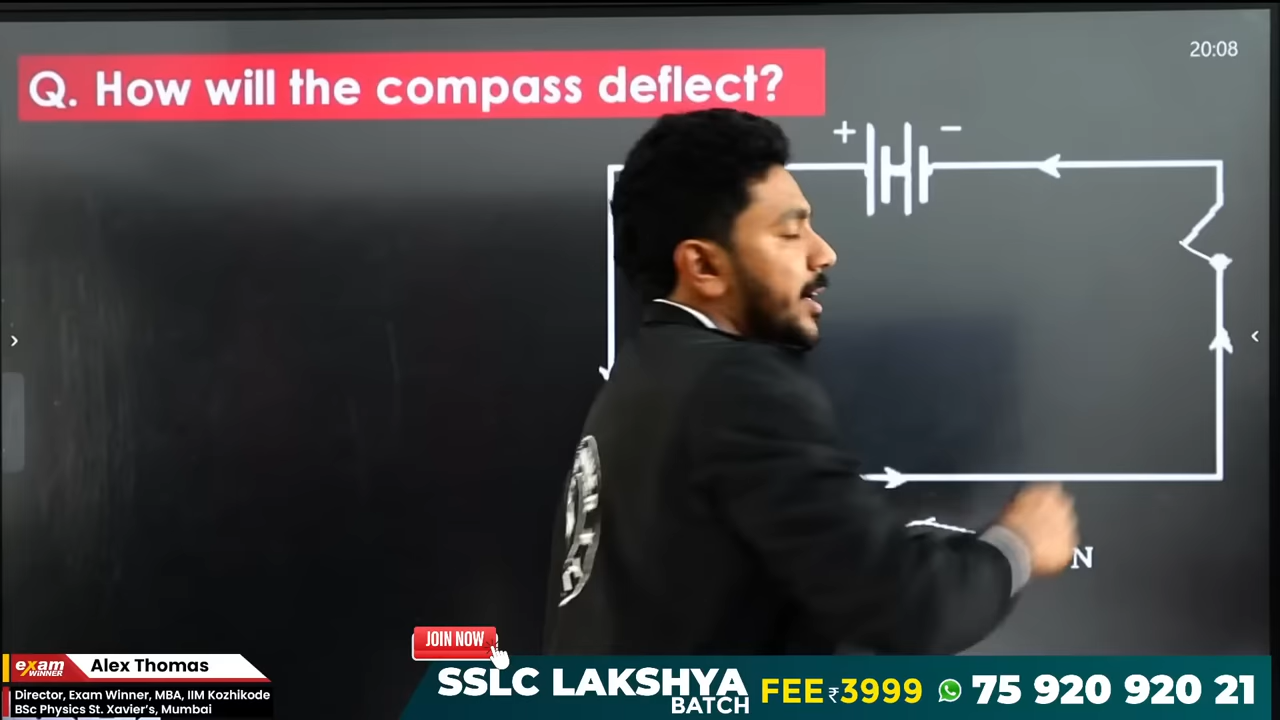 20:08
Q. How will the compass deflect?
+ −
N
JOIN NOW
exam
WINNER
Alex Thomas
Director, Exam Winner, MBA, IIM Kozhikode
BSc Physics St. Xavier's, Mumbai
SSLC LAKSHYA
BATCH
FEE ₹3999
75 920 920 21